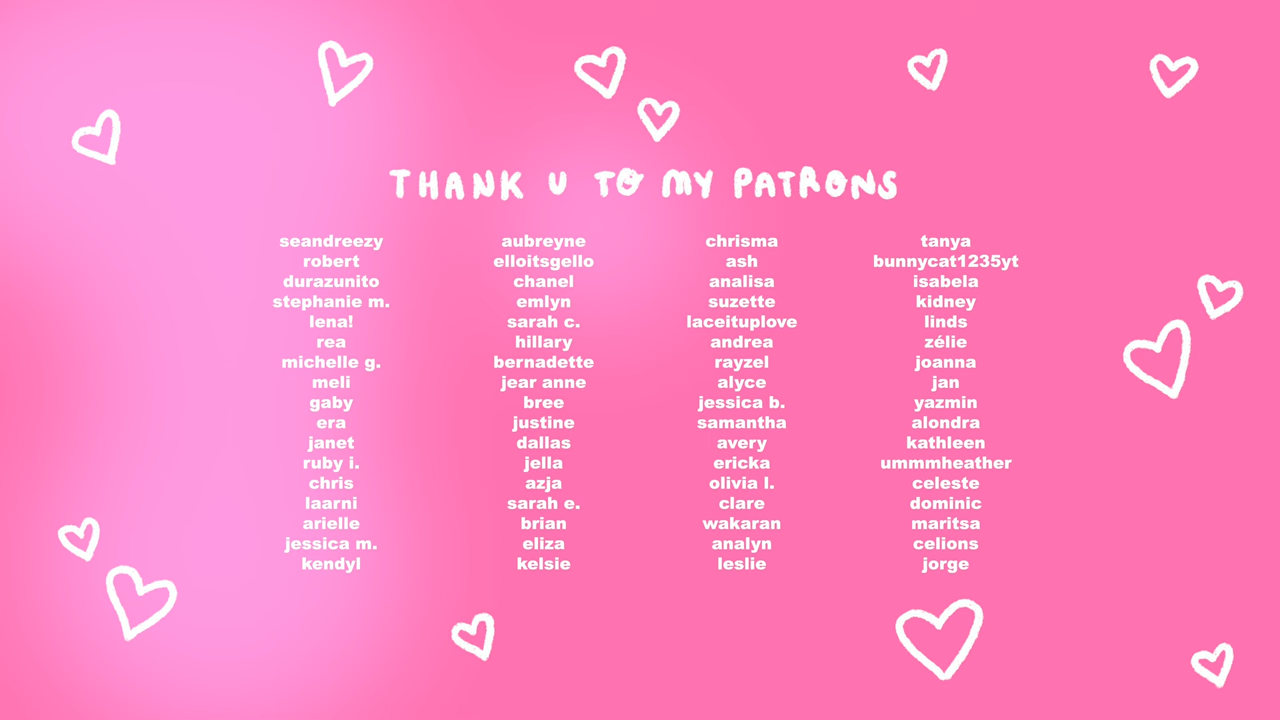 THANK U TO MY PATRONS
seandreezy
robert
durazunito
stephanie m.
lena!
rea
michelle g.
meli
gaby
era
janet
ruby i.
chris
laarni
arielle
jessica m.
kendyl
aubreyne
elloitsgello
chanel
emlyn
sarah c.
hillary
bernadette
jear anne
bree
justine
dallas
jella
azja
sarah e.
brian
eliza
kelsie
chrisma
ash
analisa
suzette
laceituplove
andrea
rayzel
alyce
jessica b.
samantha
avery
ericka
olivia l.
clare
wakaran
analyn
leslie
tanya
bunnycat1235yt
isabela
kidney
linds
zélie
joanna
jan
yazmin
alondra
kathleen
ummmheather
celeste
dominic
maritsa
celions
jorge